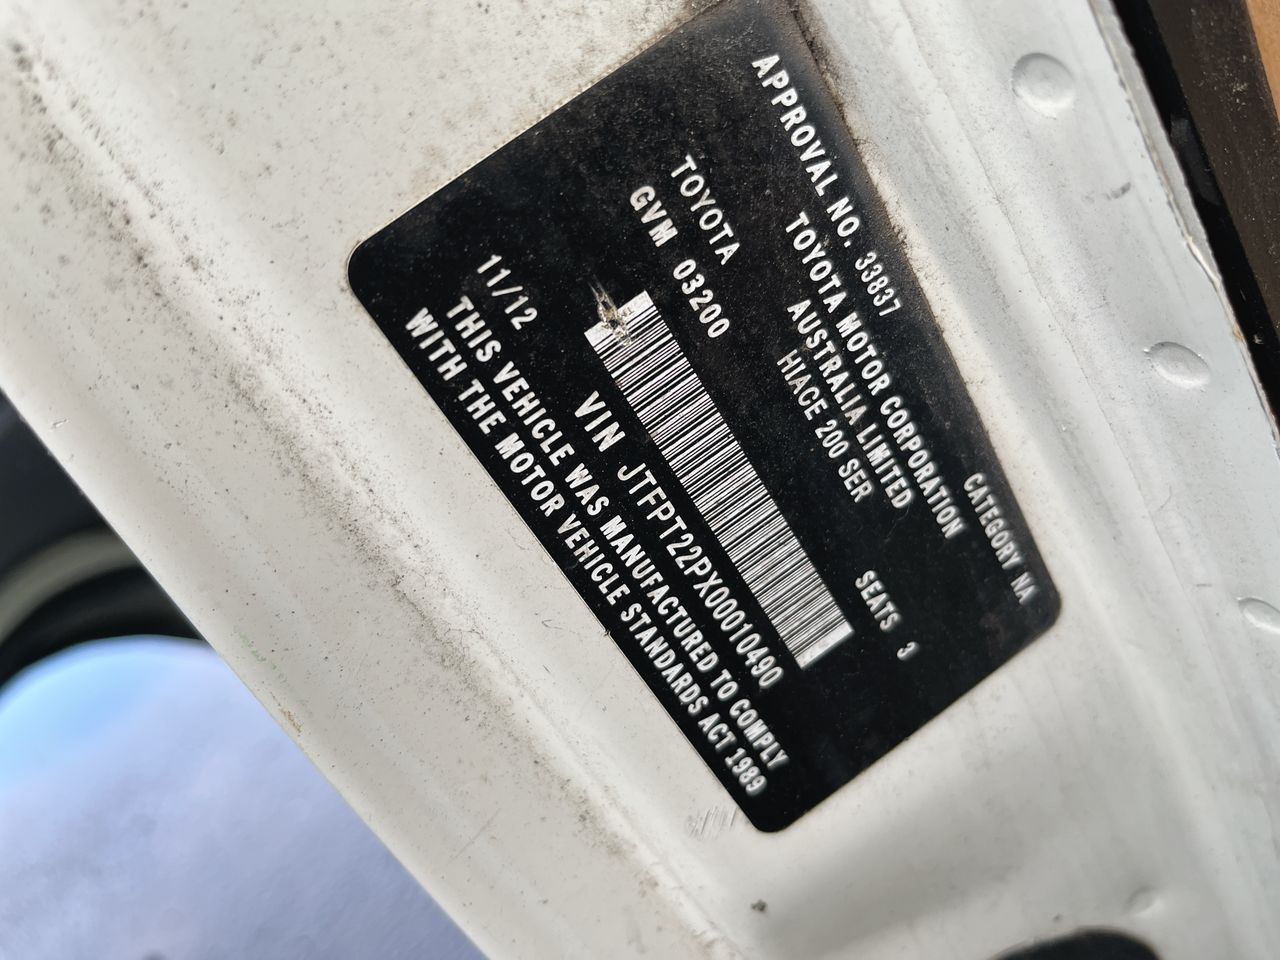 APPROVAL NO. 33837 CATEGORY NA
TOYOTA MOTOR CORPORATION
AUSTRALIA LIMITED
TOYOTA HIACE 200 SER
GVM 03200 SEATS 3
VIN JTFPT22PX00010490
11/12
THIS VEHICLE WAS MANUFACTURED TO COMPLY
WITH THE MOTOR VEHICLE STANDARDS ACT 1989